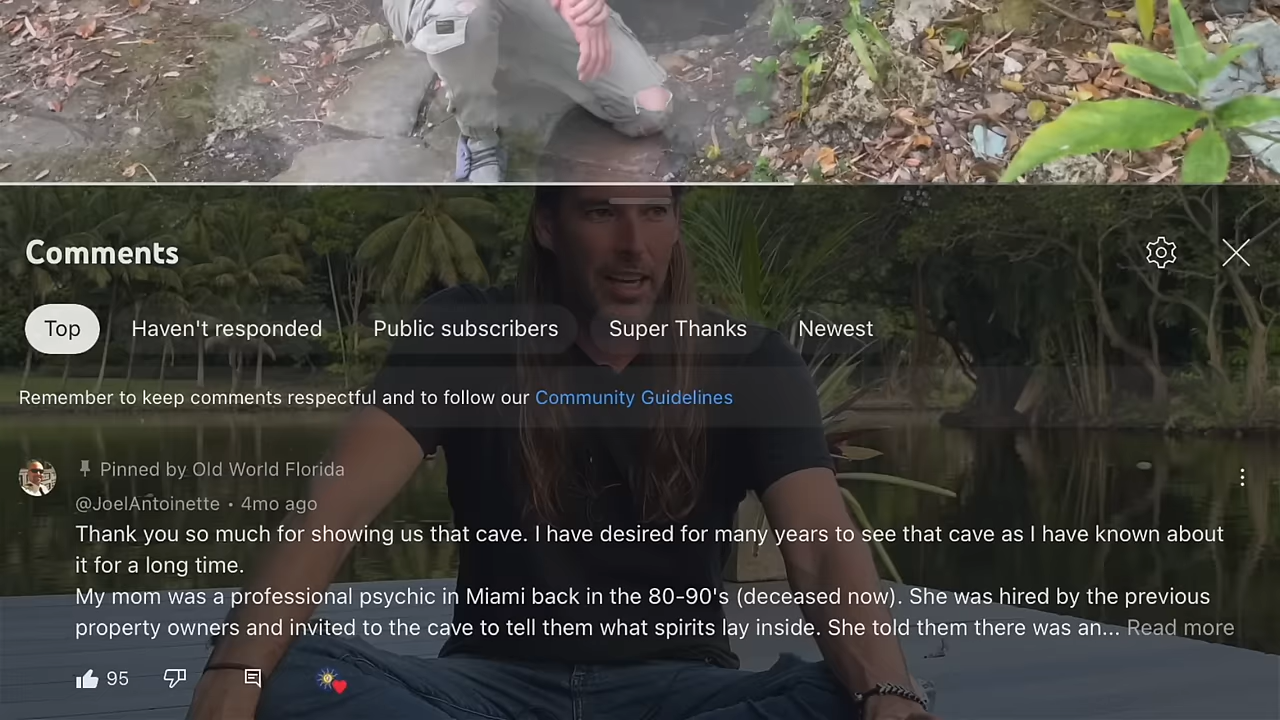 Comments
Top Haven't responded Public subscribers Super Thanks Newest
Remember to keep comments respectful and to follow our Community Guidelines
Pinned by Old World Florida
@JoelAntoinette • 4mo ago
Thank you so much for showing us that cave. I have desired for many years to see that cave as I have known about
it for a long time.
My mom was a professional psychic in Miami back in the 80-90's (deceased now). She was hired by the previous
property owners and invited to the cave to tell them what spirits lay inside. She told them there was an... Read more
95